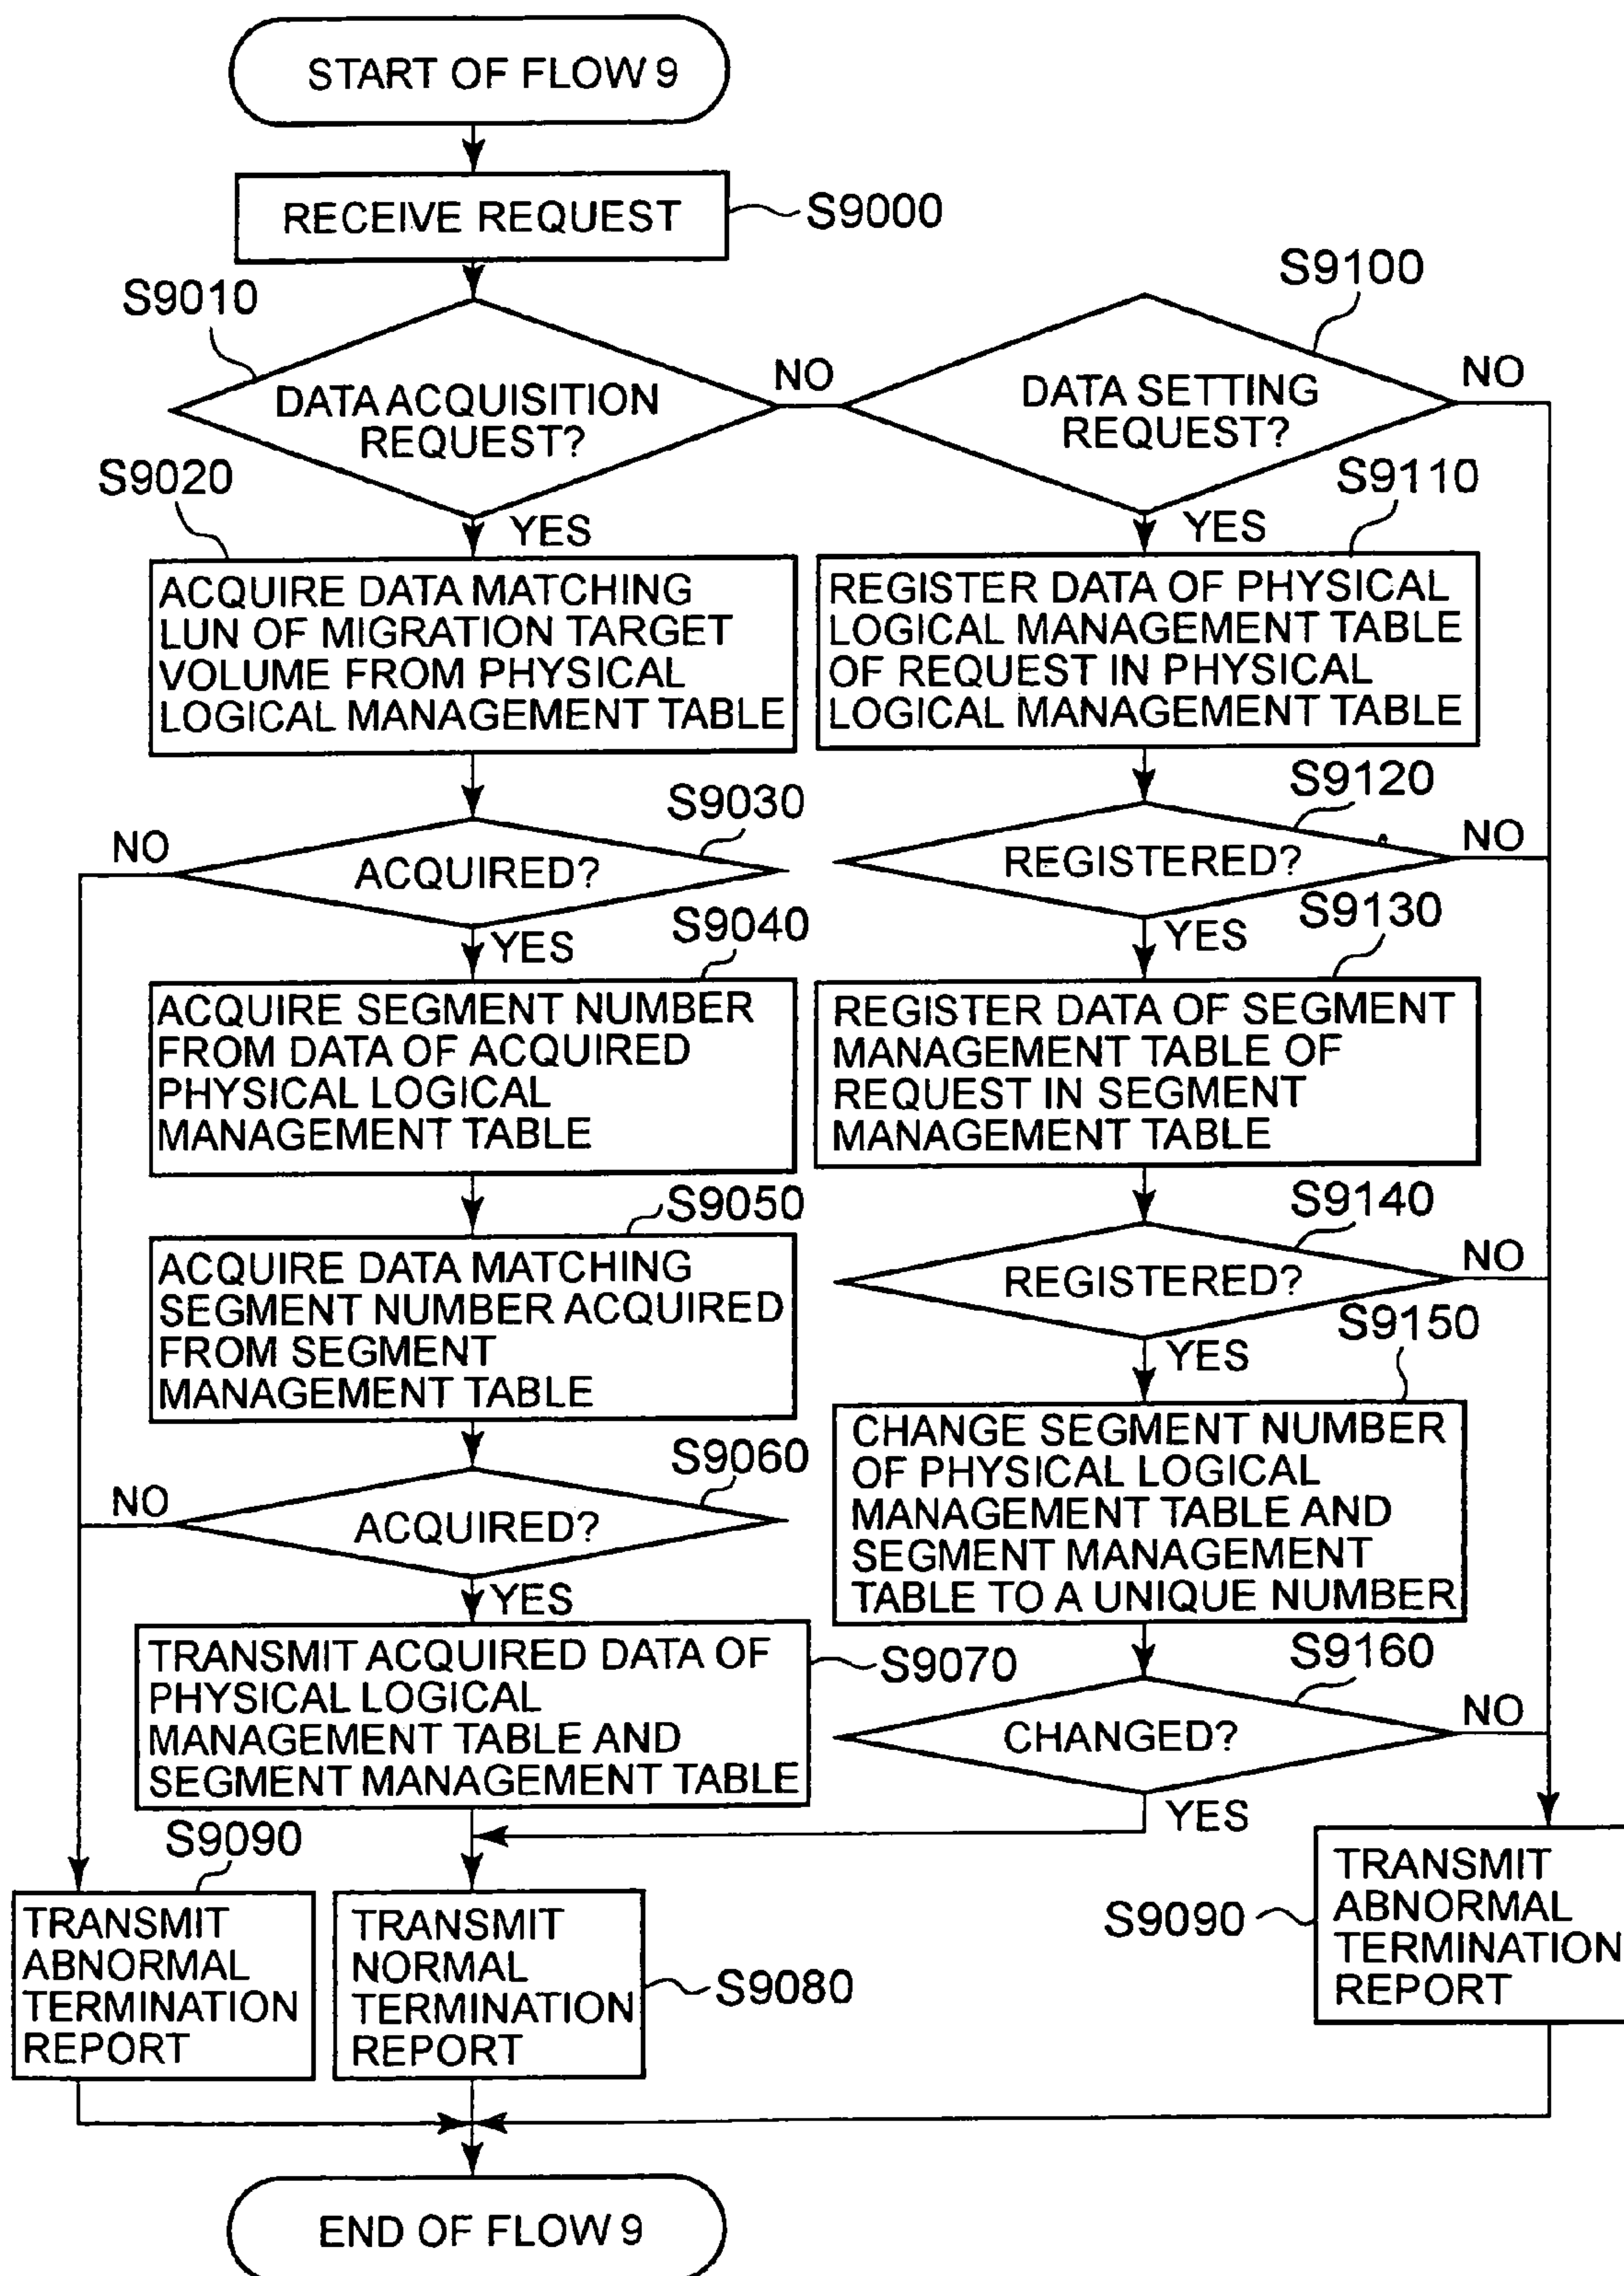 START OF FLOW 9
RECEIVE REQUEST
S9000
S9010
DATA ACQUISITION
REQUEST?
NO
YES
S9100
DATA SETTING
REQUEST?
NO
YES
S9020
ACQUIRE DATA MATCHING
LUN OF MIGRATION TARGET
VOLUME FROM PHYSICAL
LOGICAL MANAGEMENT TABLE
S9110
REGISTER DATA OF PHYSICAL
LOGICAL MANAGEMENT TABLE
OF REQUEST IN PHYSICAL
LOGICAL MANAGEMENT TABLE
S9030
NO
ACQUIRED?
YES
S9120
REGISTERED?
NO
YES
S9040
ACQUIRE SEGMENT NUMBER
FROM DATA OF ACQUIRED
PHYSICAL LOGICAL
MANAGEMENT TABLE
S9130
REGISTER DATA OF SEGMENT
MANAGEMENT TABLE OF
REQUEST IN SEGMENT
MANAGEMENT TABLE
S9050
ACQUIRE DATA MATCHING
SEGMENT NUMBER ACQUIRED
FROM SEGMENT
MANAGEMENT TABLE
S9140
REGISTERED?
NO
YES
S9060
NO
ACQUIRED?
YES
S9150
CHANGE SEGMENT NUMBER
OF PHYSICAL LOGICAL
MANAGEMENT TABLE AND
SEGMENT MANAGEMENT
TABLE TO A UNIQUE NUMBER
TRANSMIT ACQUIRED DATA OF
PHYSICAL LOGICAL
MANAGEMENT TABLE AND
SEGMENT MANAGEMENT TABLE
S9070
S9160
CHANGED?
NO
YES
S9090
TRANSMIT
ABNORMAL
TERMINATION
REPORT
TRANSMIT
NORMAL
TERMINATION
REPORT
S9080
S9090
TRANSMIT
ABNORMAL
TERMINATION
REPORT
END OF FLOW 9